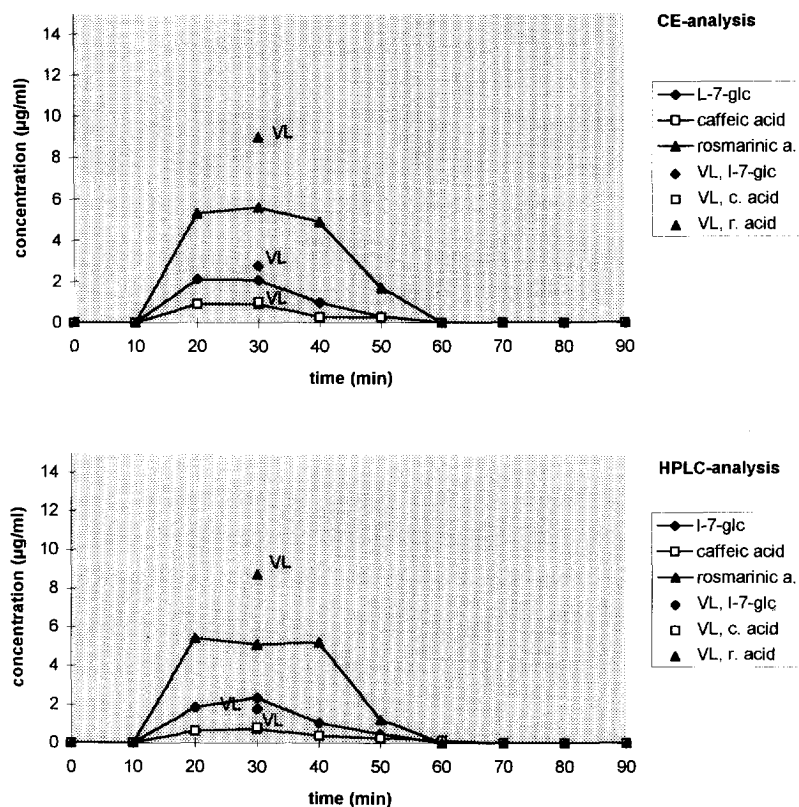 CE-analysis
concentration (µg/ml)
14
12
10
8
6
4
2
0
VL
VL
VL
0 10 20 30 40 50 60 70 80 90
time (min)
L-7-glc
caffeic acid
rosmarinic a.
VL, l-7-glc
VL, c. acid
VL, r. acid
HPLC-analysis
concentration (µg/ml)
14
12
10
8
6
4
2
0
VL
VL
VL
0 10 20 30 40 50 60 70 80 90
time (min)
l-7-glc
caffeic acid
rosmarinic a.
VL, l-7-glc
VL, c. acid
VL, r. acid